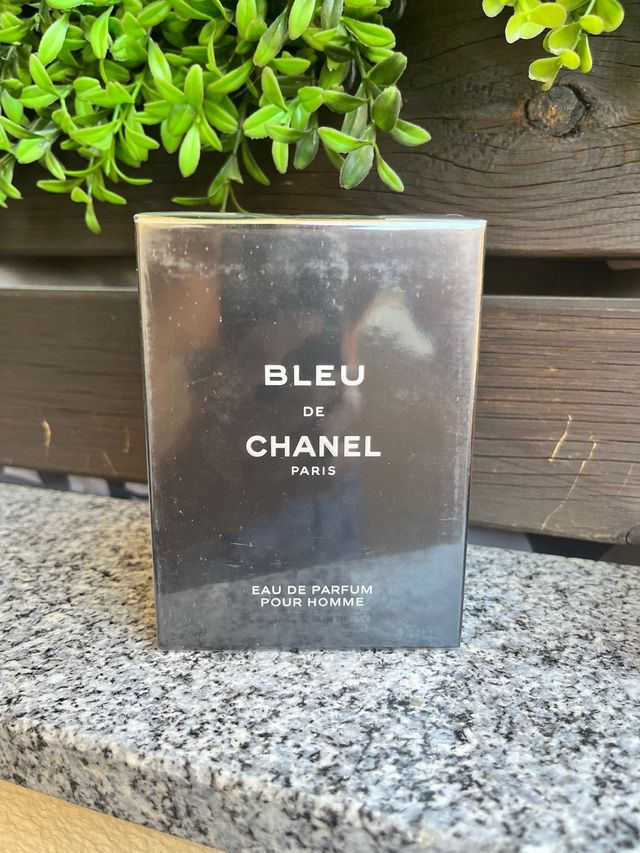 BLEU
DE
CHANEL
PARIS
EAU DE PARFUM
POUR HOMME